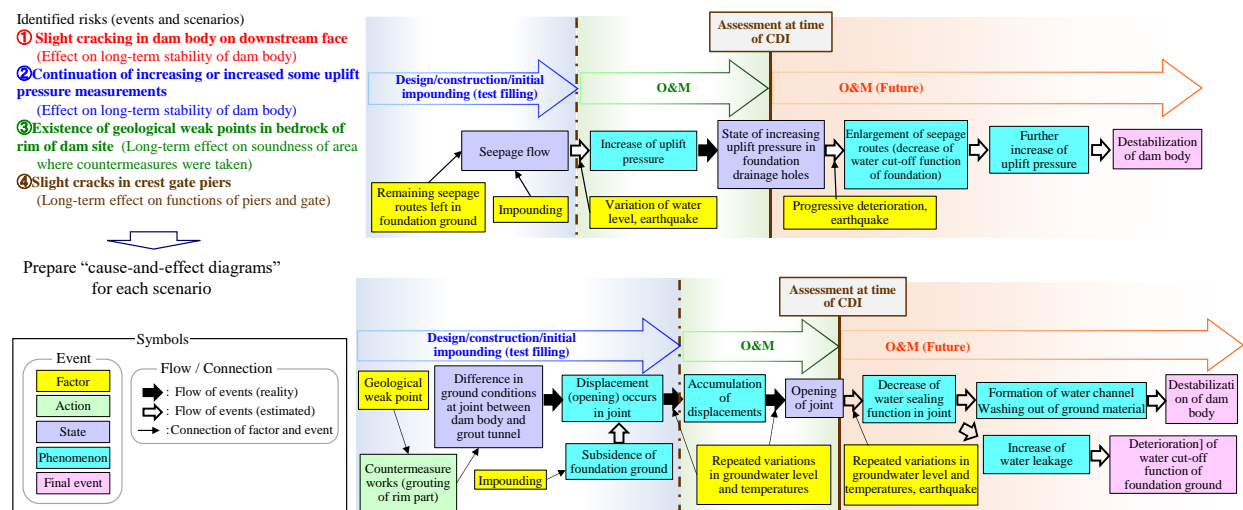 Identified risks (events and scenarios)
① Slight cracking in dam body on downstream face
(Effect on long-term stability of dam body)
②Continuation of increasing or increased some uplift
pressure measurements
(Effect on long-term stability of dam body)
③Existence of geological weak points in bedrock of
rim of dam site (Long-term effect on soundness of area
where countermeasures were taken)
④Slight cracks in crest gate piers
(Long-term effect on functions of piers and gate)
Prepare “cause-and-effect diagrams”
for each scenario
Symbols
Event
Factor
Action
State
Phenomenon
Final event
Flow / Connection
: Flow of events (reality)
: Flow of events (estimated)
:Connection of factor and event
Assessment at time
of CDI
Design/construction/initial
impounding (test filling)
O&M
O&M (Future)
Seepage flow
Increase of uplift
pressure
State of increasing
uplift pressure in
foundation
drainage holes
Enlargement of seepage
routes (decrease of
water cut-off function
of foundation)
Further
increase of
uplift pressure
Destabilization
of dam body
Remaining seepage
routes left in
foundation ground
Impounding
Variation of water
level, earthquake
Progressive deterioration,
earthquake
Assessment at time
of CDI
Design/construction/initial
impounding (test filling)
O&M
O&M (Future)
Geological
weak point
Difference in
ground conditions
at joint between
dam body and
grout tunnel
Displacement
(opening) occurs
in joint
Accumulation
of
displacements
Opening
of joint
Decrease of
water sealing
function in joint
Formation of water channel
Washing out of ground material
Destabilizati
on of dam
body
Countermeasure
works (grouting
of rim part)
Impounding
Subsidence of
foundation ground
Repeated variations
in groundwater level
and temperatures
Repeated variations in
groundwater level and
temperatures, earthquake
Increase of
water leakage
Deterioration] of
water cut-off
function of
foundation ground